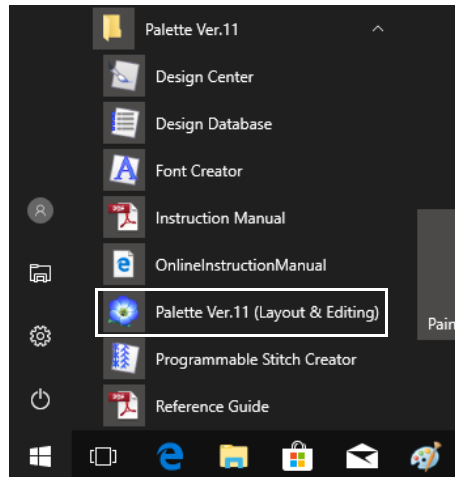 Palette Ver.11
Design Center
Design Database
Font Creator
Instruction Manual
OnlineInstructionManual
Palette Ver.11 (Layout & Editing)
Pain
Programmable Stitch Creator
Reference Guide